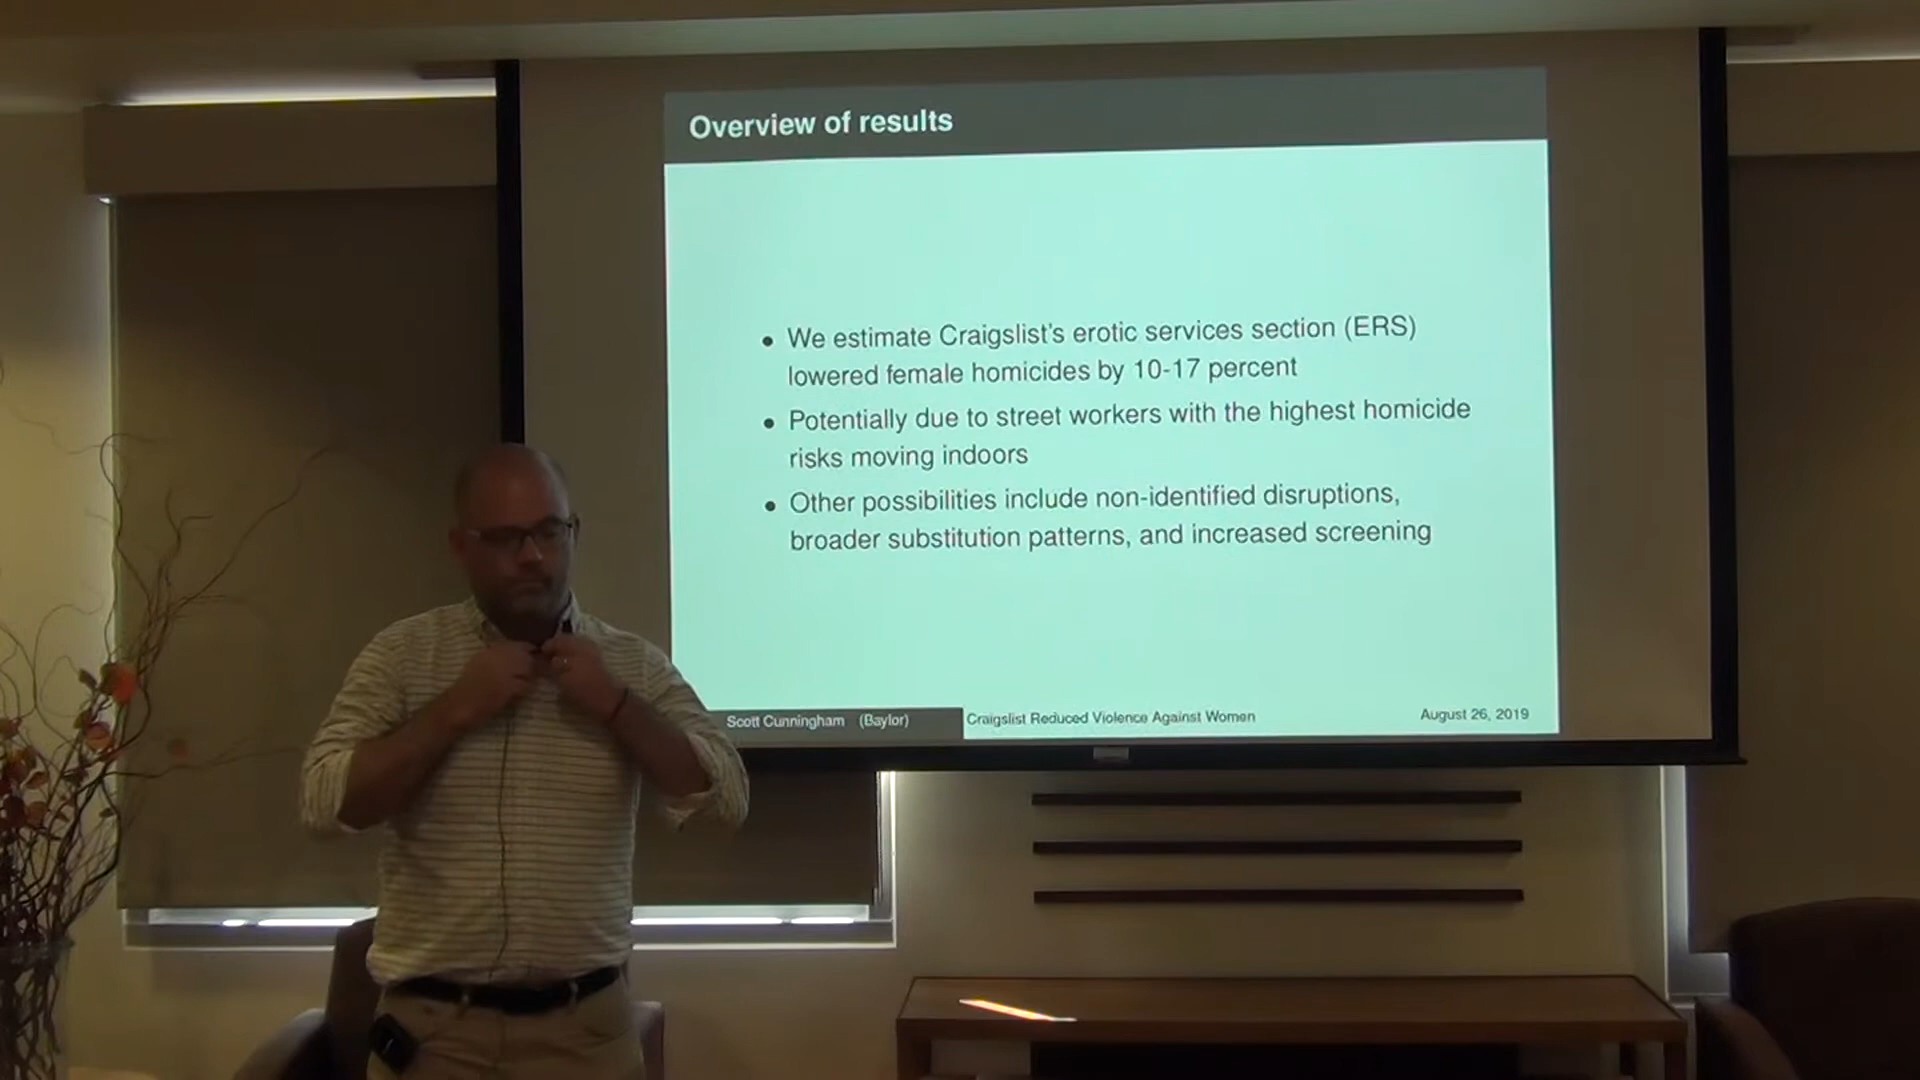 Overview of results
We estimate Craigslist's erotic services section (ERS)
lowered female homicides by 10-17 percent
Potentially due to street workers with the highest homicide
risks moving indoors
Other possibilities include non-identified disruptions,
broader substitution patterns, and increased screening
Scott Cunningham (Baylor) Craigslist Reduced Violence Against Women August 26, 2019